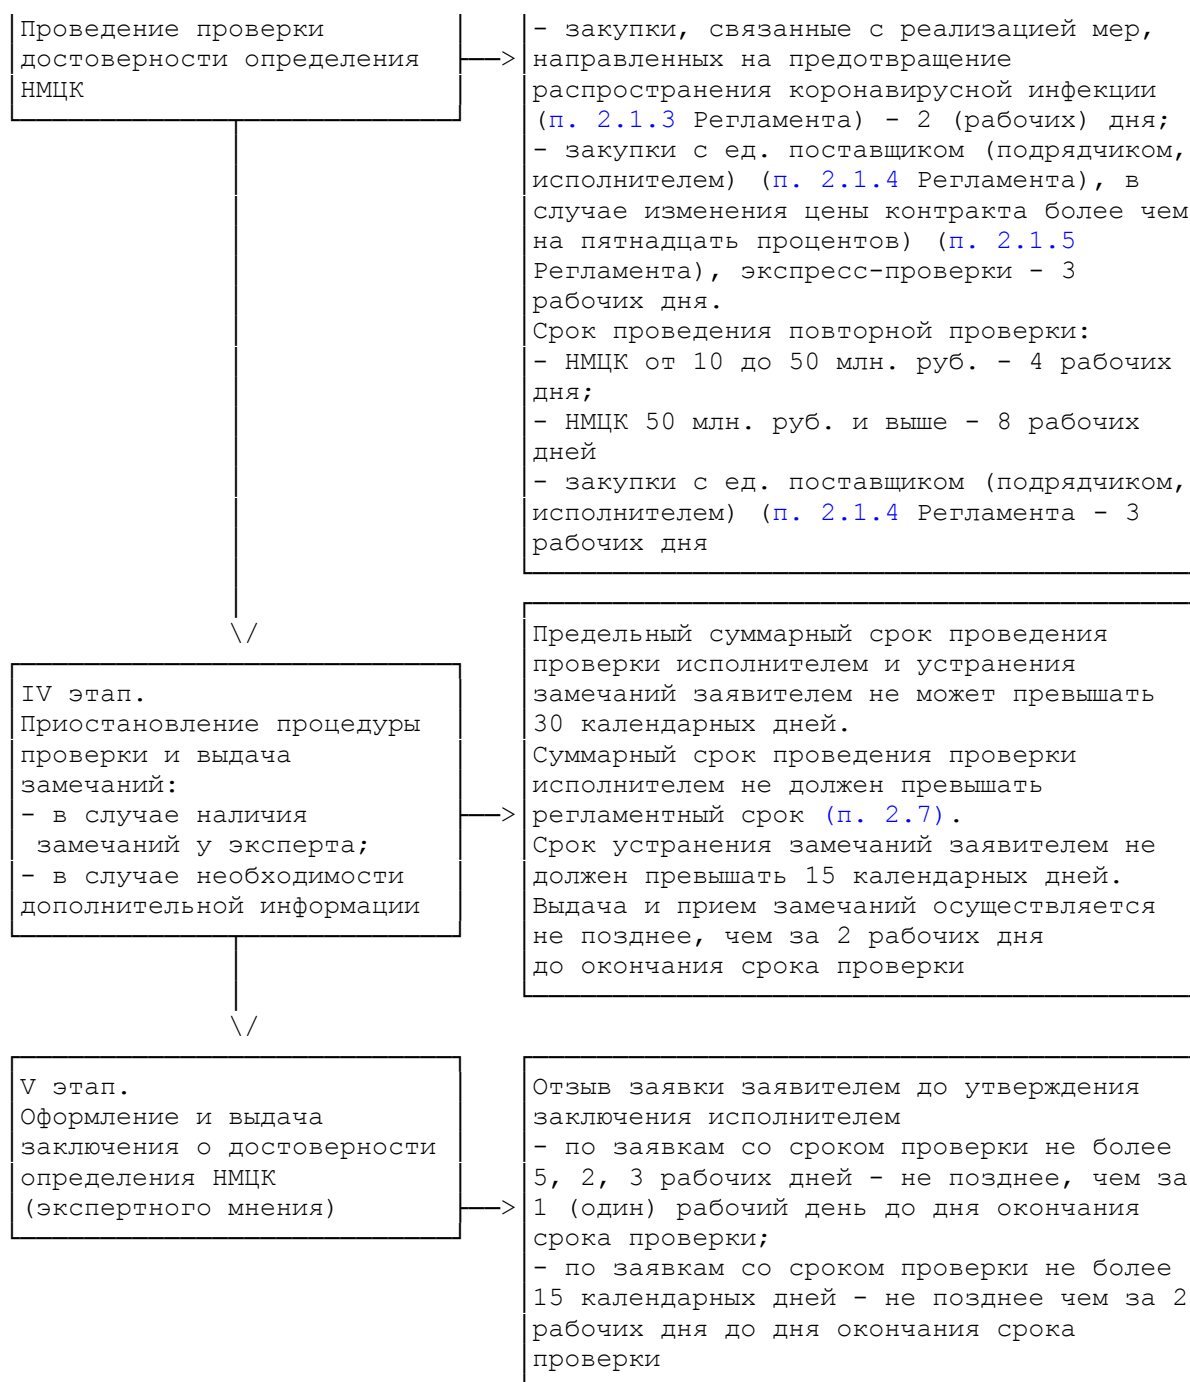 Проведение проверки
достоверности определения
НМЦК
- закупки, связанные с реализацией мер,
направленных на предотвращение
распространения коронавирусной инфекции
(п. 2.1.3 Регламента) - 2 (рабочих) дня;
- закупки с ед. поставщиком (подрядчиком,
исполнителем) (п. 2.1.4 Регламента), в
случае изменения цены контракта более чем
на пятнадцать процентов) (п. 2.1.5
Регламента), экспресс-проверки - 3
рабочих дня.
Срок проведения повторной проверки:
- НМЦК от 10 до 50 млн. руб. - 4 рабочих
дня;
- НМЦК 50 млн. руб. и выше - 8 рабочих
дней
- закупки с ед. поставщиком (подрядчиком,
исполнителем) (п. 2.1.4 Регламента - 3
рабочих дня
IV этап.
Приостановление процедуры
проверки и выдача
замечаний:
- в случае наличия
замечаний у эксперта;
- в случае необходимости
дополнительной информации
Предельный суммарный срок проведения
проверки исполнителем и устранения
замечаний заявителем не может превышать
30 календарных дней.
Суммарный срок проведения проверки
исполнителем не должен превышать
регламентный срок (п. 2.7).
Срок устранения замечаний заявителем не
должен превышать 15 календарных дней.
Выдача и прием замечаний осуществляется
не позднее, чем за 2 рабочих дня
до окончания срока проверки
V этап.
Оформление и выдача
заключения о достоверности
определения НМЦК
(экспертного мнения)
Отзыв заявки заявителем до утверждения
заключения исполнителем
- по заявкам со сроком проверки не более
5, 2, 3 рабочих дней - не позднее, чем за
1 (один) рабочий день до дня окончания
срока проверки;
- по заявкам со сроком проверки не более
15 календарных дней - не позднее чем за 2
рабочих дня до дня окончания срока
проверки